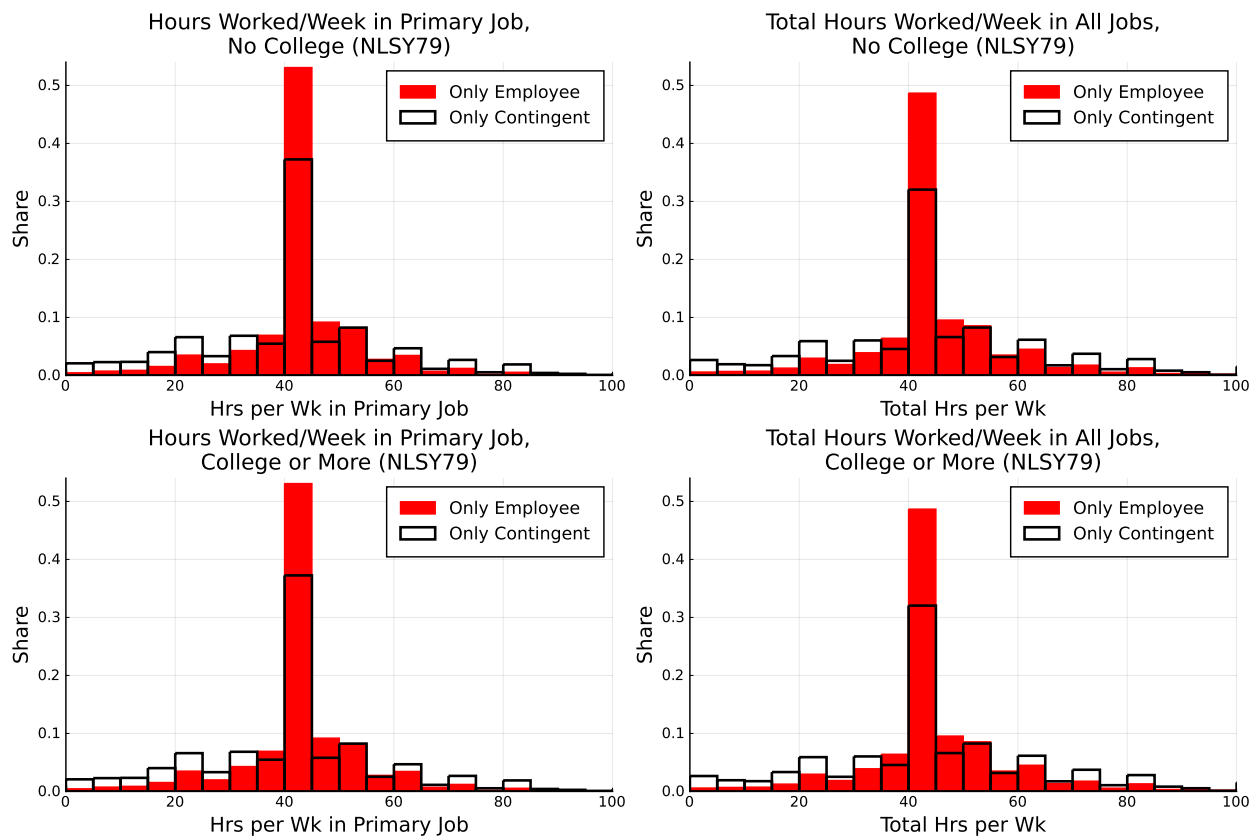 Hours Worked/Week in Primary Job,
No College (NLSY79)
0.5
0.4
0.3
0.2
0.1
0.0
Share
Only Employee
Only Contingent
0 20 40 60 80 100
Hrs per Wk in Primary Job
Total Hours Worked/Week in All Jobs,
No College (NLSY79)
0.5
0.4
0.3
0.2
0.1
0.0
Share
Only Employee
Only Contingent
0 20 40 60 80 100
Total Hrs per Wk
Hours Worked/Week in Primary Job,
College or More (NLSY79)
0.5
0.4
0.3
0.2
0.1
0.0
Share
Only Employee
Only Contingent
0 20 40 60 80 100
Hrs per Wk in Primary Job
Total Hours Worked/Week in All Jobs,
College or More (NLSY79)
0.5
0.4
0.3
0.2
0.1
0.0
Share
Only Employee
Only Contingent
0 20 40 60 80 100
Total Hrs per Wk